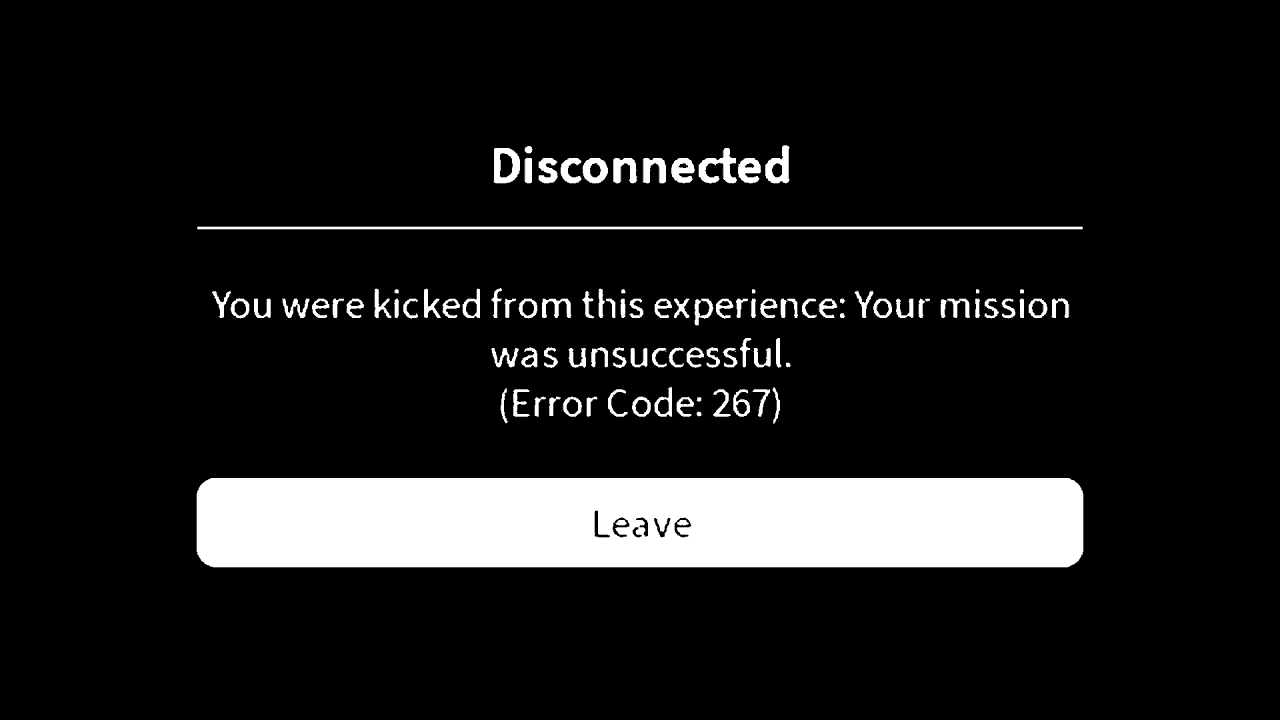 Disconnected
You were kicked from this experience: Your mission
was unsuccessful.
(Error Code: 267)
Leave